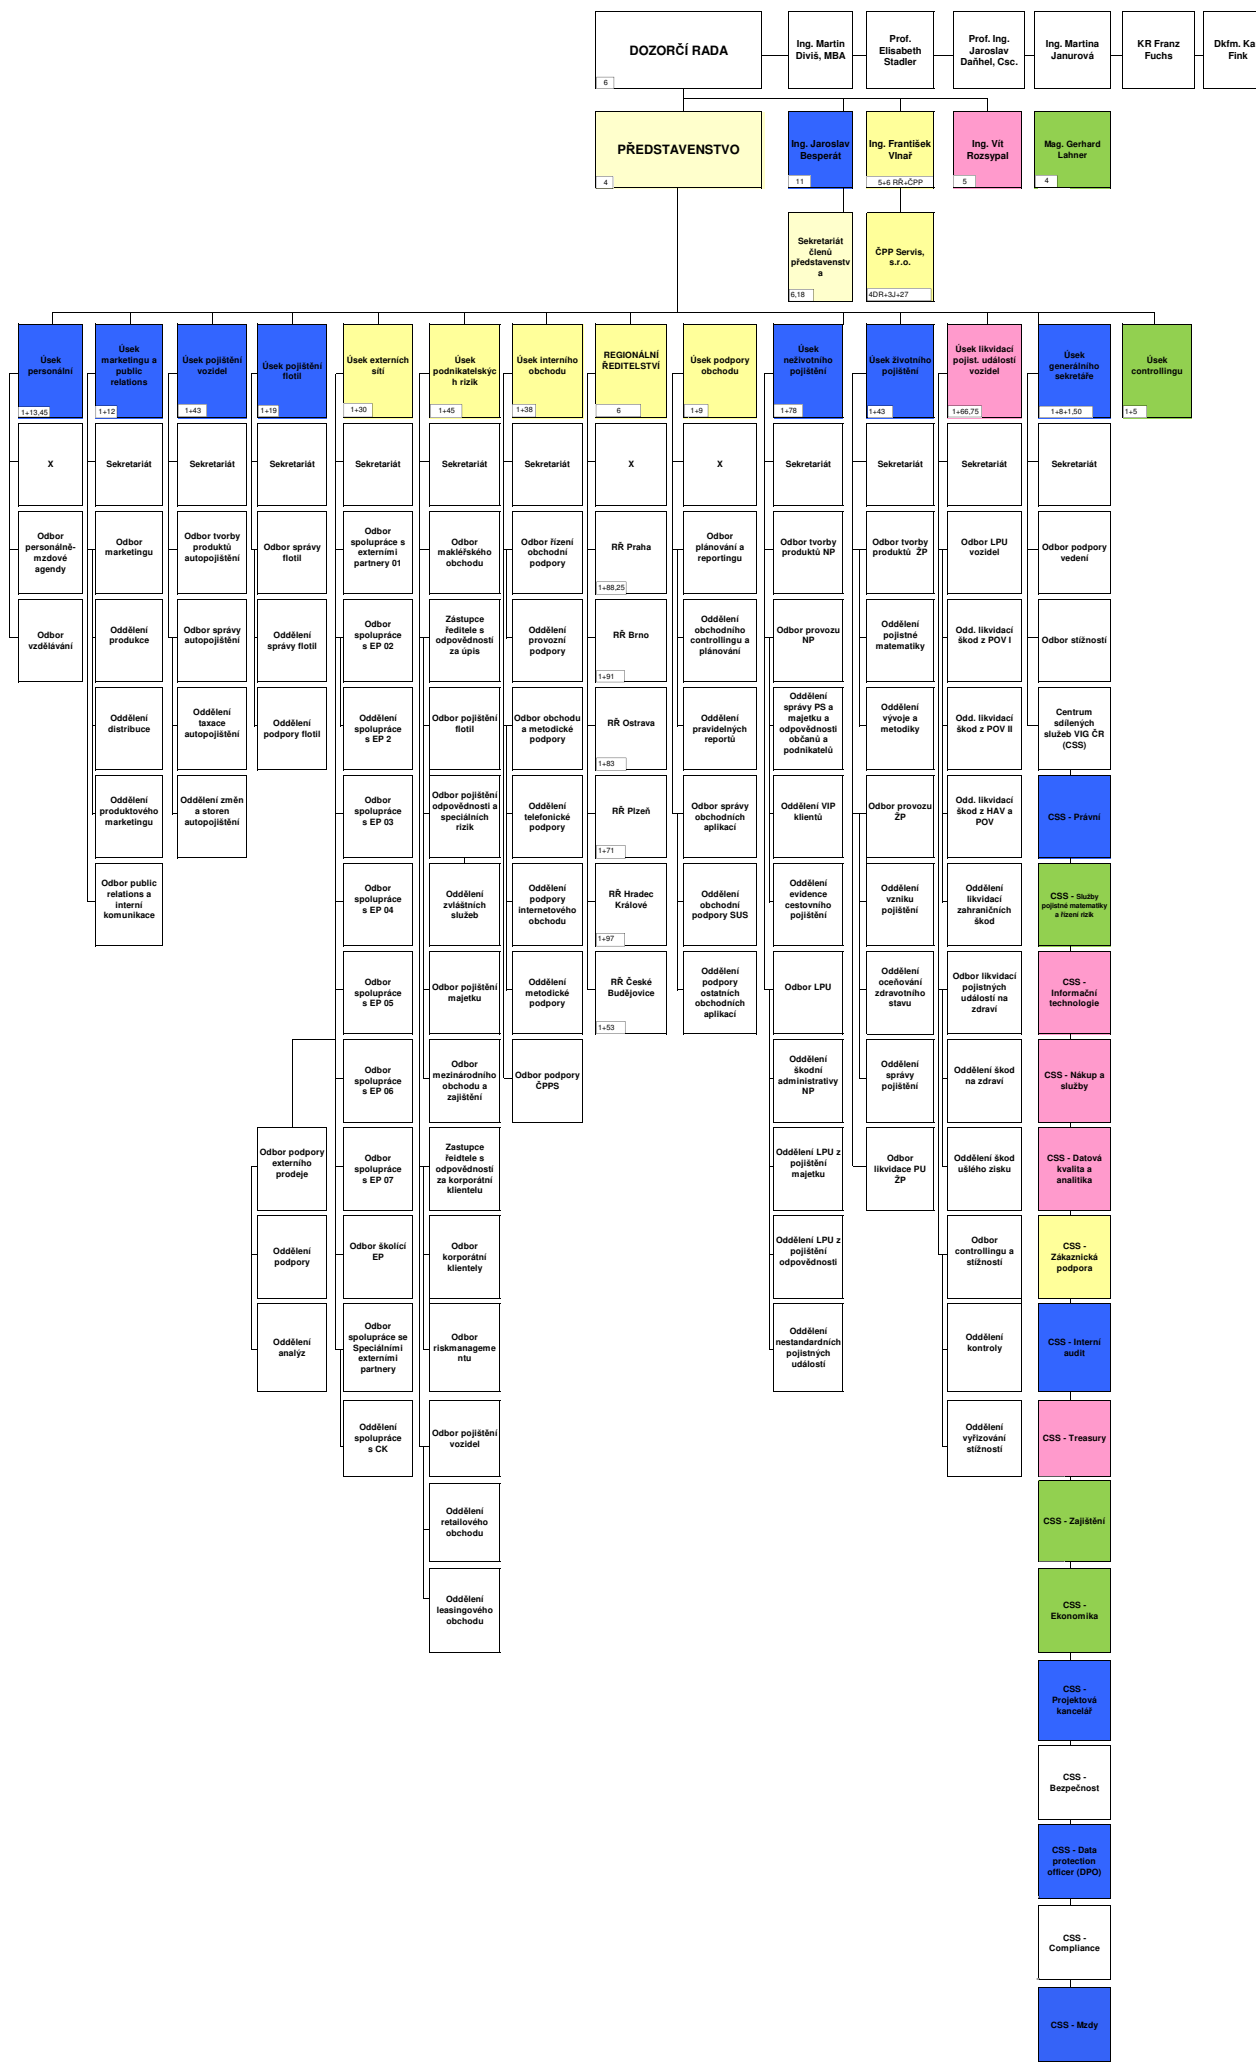 DOZORČÍ RADA
6
Ing. Martin
Diviš, MBA
Prof.
Elisabeth
Stadler
Prof. Ing.
Jaroslav
Daňhel, Csc.
Ing. Martina
Janurová
KR Franz
Fuchs
Dkfm. Ka
Fink
PŘEDSTAVENSTVO
4
Ing. Jaroslav
Besperát
11
Ing. František
Vlnař
5+6 RŘ+ČPP
Ing. Vít
Rozsypal
5
Mag. Gerhard
Lahner
4
Sekretariát
členů
představenstv
a
6,18
ČPP Servis,
s.r.o.
4DR+3J+27
Úsek
personální
1+13,45
X
Odbor
personálně-
mzdové
agendy
Odbor
vzdělávání
Úsek
marketingu a
public
relations
1+12
Sekretariát
Odbor
marketingu
Oddělení
produkce
Oddělení
distribuce
Oddělení
produktového
marketingu
Odbor public
relations a
interní
komunikace
Úsek pojištění
vozidel
1+43
Sekretariát
Odbor tvorby
produktů
autopojištění
Odbor správy
autopojištění
Oddělení
taxace
autopojištění
Oddělení změn
a storen
autopojištění
Úsek pojištění
flotil
1+19
Sekretariát
Odbor správy
flotil
Oddělení
správy flotil
Oddělení
podpory flotil
Odbor podpory
externího
prodeje
Oddělení
podpory
Oddělení
analýz
Úsek externích
sítí
1+30
Sekretariát
Odbor
spolupráce s
externími
partnery 01
Odbor
spolupráce
s EP 02
Oddělení
spolupráce
s EP 2
Odbor
spolupráce
s EP 03
Odbor
spolupráce
s EP 04
Odbor
spolupráce
s EP 05
Odbor
spolupráce
s EP 06
Odbor
spolupráce
s EP 07
Odbor školící
EP
Odbor
spolupráce se
Speciálními
externími
partnery
Oddělení
spolupráce
s CK
Úsek
podnikatelskýc
h rizik
1+45
Sekretariát
Odbor
makléřského
obchodu
Zástupce
ředitele s
odpovědností
za úpis
Odbor pojištění
flotil
Odbor pojištění
odpovědnosti a
speciálních
rizik
Oddělení
zvláštních
služeb
Odbor pojištění
majetku
Odbor
mezinárodního
obchodu a
zajištění
Zastupce
řeidtele s
odpovědností
za korporátní
klientelu
Odbor
korporátní
klientely
Odbor
riskmanageme
ntu
Odbor pojištění
vozidel
Oddělení
retailového
obchodu
Oddělení
leasingového
obchodu
Úsek interního
obchodu
1+38
Sekretariát
Odbor řízení
obchodní
podpory
Oddělení
provozní
podpory
Odbor obchodu
a metodické
podpory
Oddělení
telefonické
podpory
Oddělení
podpory
internetového
obchodu
Oddělení
metodické
podpory
Odbor podpory
ČPPS
REGIONÁLNÍ
ŘEDITELSTVÍ
6
X
RŘ Praha
1+88,25
RŘ Brno
1+91
RŘ Ostrava
1+83
RŘ Plzeň
1+71
RŘ Hradec
Králové
1+97
RŘ České
Budějovice
1+53
Úsek podpory
obchodu
1+9
X
Odbor
plánování a
reportingu
Oddělení
obchodního
controllingu a
plánování
Oddělení
pravidelných
reportů
Odbor správy
obchodních
aplikací
Oddělení
obchodní
podpory SUS
Oddělení
podpory
ostatních
obchodních
aplikací
Úsek
neživotního
pojištění
1+78
Sekretariát
Odbor tvorby
produktů NP
Odbor provozu
NP
Oddělení
správy PS a
majetku a
odpovědnosti
občanů a
podnikatelů
Oddělení VIP
klientů
Oddělení
evidence
cestovního
pojištění
Odbor LPU
Oddělení
škodní
administrativy
NP
Oddělení LPU z
pojištění
majetku
Oddělení LPU z
pojištění
odpovědnosti
Oddělení
nestandardních
pojistných
událostí
Úsek životního
pojištění
1+43
Sekretariát
Odbor tvorby
produktů ŽP
Oddělení
pojistné
matematiky
Oddělení
vývoje a
metodiky
Odbor provozu
ŽP
Oddělení
vzniku
pojištění
Oddělení
oceňování
zdravotního
stavu
Oddělení
správy
pojištění
Odbor
likvidace PU
ŽP
Úsek likvidací
pojist. událostí
vozidel
1+66,75
Sekretariát
Odbor LPU
vozidel
Odd. likvidací
škod z POV I
Odd. likvidací
škod z POV II
Odd. likvidací
škod z HAV a
POV
Oddělení
likvidací
zahraničních
škod
Odbor likvidací
pojistných
událostí na
zdraví
Oddělení škod
na zdraví
Oddělení škod
ušlého zisku
Odbor
controllingu a
stížností
Oddělení
kontroly
Oddělení
vyřizování
stížností
Úsek
generálního
sekretáře
1+8+1,50
Sekretariát
Odbor podpory
vedení
Odbor stížností
Centrum
sdílených
služeb VIG ČR
(CSS)
CSS - Právní
CSS - Služby
pojistné matematiky
a řízení rizik
CSS -
Informační
technologie
CSS - Nákup a
služby
CSS - Datová
kvalita a
analitika
CSS -
Zákaznická
podpora
CSS - Interní
audit
CSS - Treasury
CSS - Zajištění
CSS -
Ekonomika
CSS -
Projektová
kancelář
CSS -
Bezpečnost
CSS - Data
protection
officer (DPO)
CSS -
Compliance
CSS - Mzdy
Úsek
controllingu
1+5